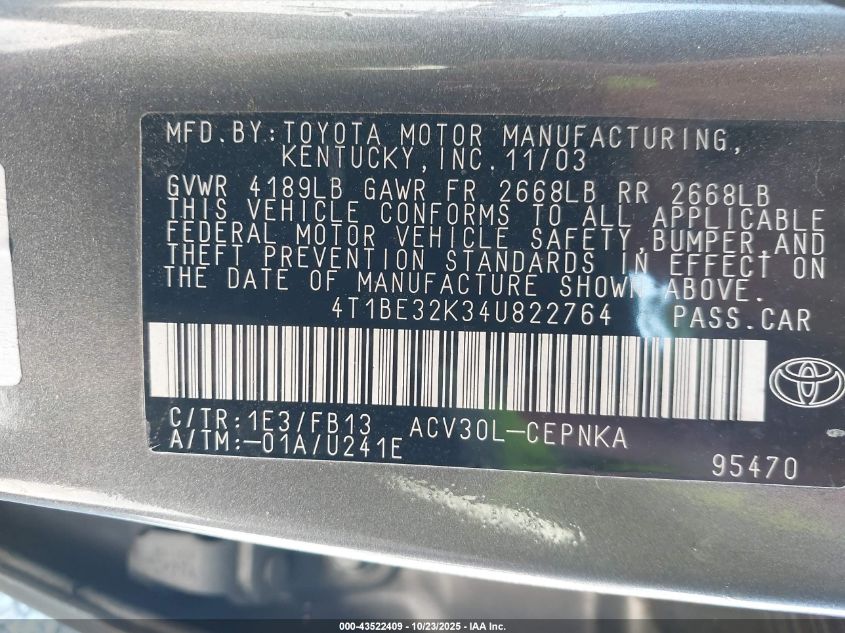 MFD.BY:TOYOTA MOTOR MANUFACTURING,
KENTUCKY,INC.11/03
GVWR 4189LB GAWR FR 2668LB RR 2668LB
THIS VEHICLE CONFORMS TO ALL APPLICABLE
FEDERAL MOTOR VEHICLE SAFETY,BUMPER,AND
THEFT PREVENTION STANDARDS IN EFFECT ON
THE DATE OF MANUFACTURE SHOWN ABOVE.
4T1BE32K34U822764 PASS.CAR
C/TR:1E3/FB13 ACV30L-CEPNKA
A/TM:-01A/U241E
95470
000-43522409 - 10/23/2025 - IAA Inc.